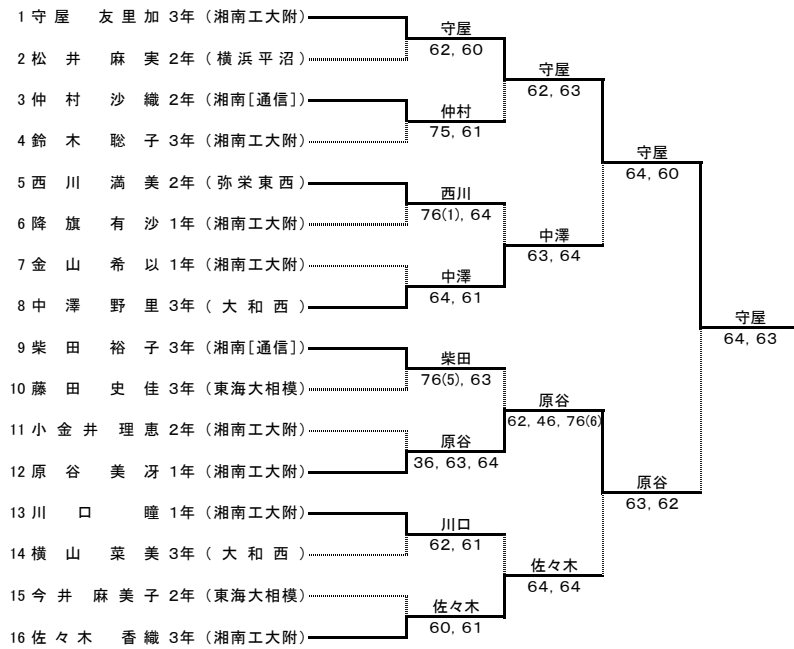 1 守屋 友里加 3年 (湘南工大附)
守屋
62, 60
2 松井 麻実 2年 (横浜平沼)
守屋
62, 63
3 仲村 沙織 2年 (湘南[通信])
仲村
75, 61
4 鈴木 聡子 3年 (湘南工大附)
守屋
64, 60
5 西川 満美 2年 (弥栄東西)
西川
76(1), 64
6 降旗 有沙 1年 (湘南工大附)
中澤
63, 64
7 金山 希以 1年 (湘南工大附)
中澤
64, 61
8 中澤 野里 3年 (大和西)
守屋
64, 63
9 柴田 裕子 3年 (湘南[通信])
柴田
76(5), 63
10 藤田 史佳 3年 (東海大相模)
原谷
62, 46, 76(6)
11 小金井 理恵 2年 (湘南工大附)
原谷
36, 63, 64
12 原谷 美冴 1年 (湘南工大附)
原谷
63, 62
13 川口 瞳 1年 (湘南工大附)
川口
62, 61
14 横山 菜美 3年 (大和西)
佐々木
64, 64
15 今井 麻美子 2年 (東海大相模)
佐々木
60, 61
16 佐々木 香織 3年 (湘南工大附)